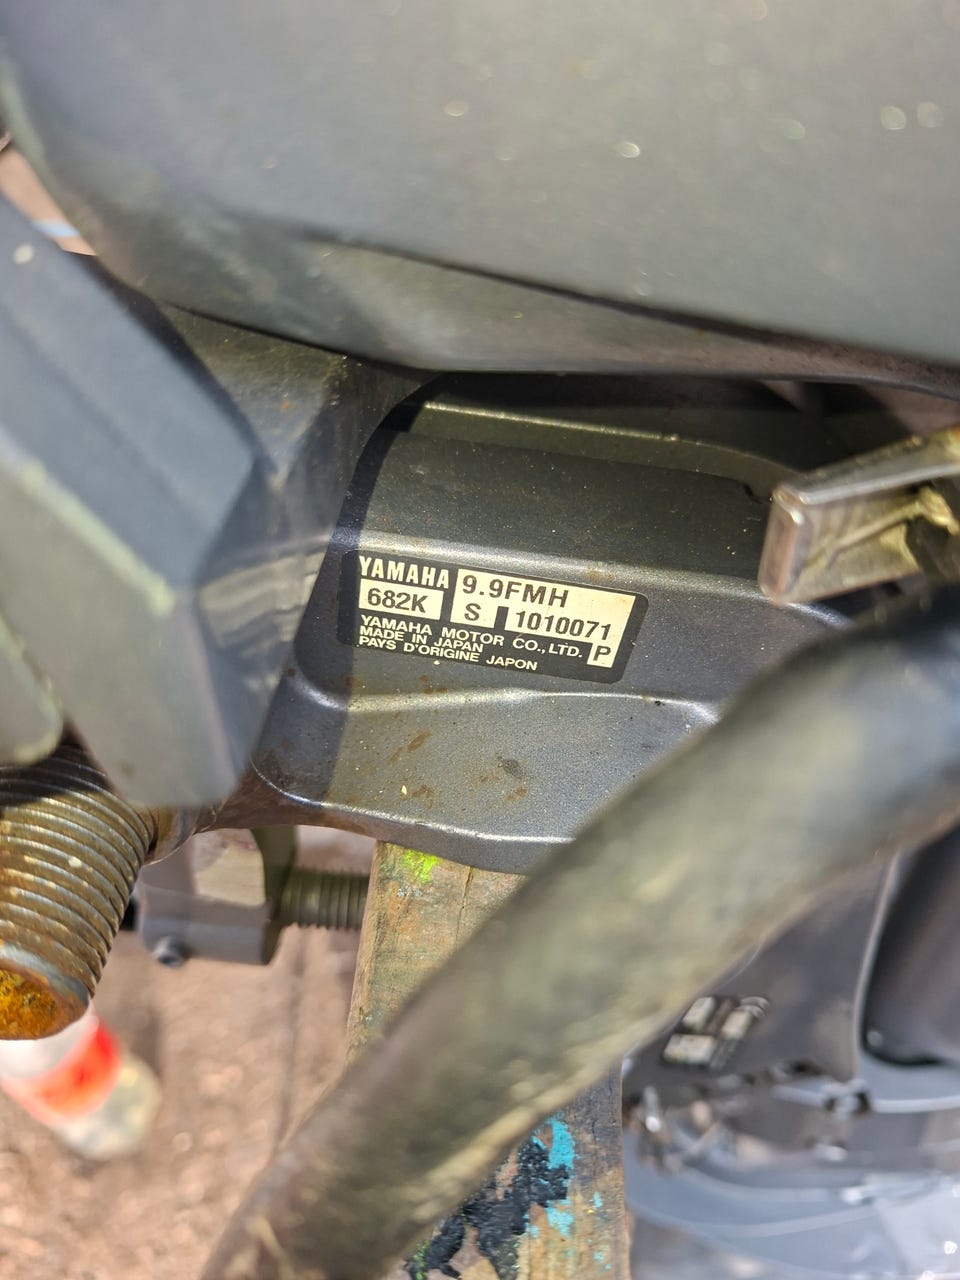 YAMAHA 9.9FMH
682K S 1010071
YAMAHA MOTOR CO., LTD.
MADE IN JAPAN
PAYS D'ORIGINE JAPON P